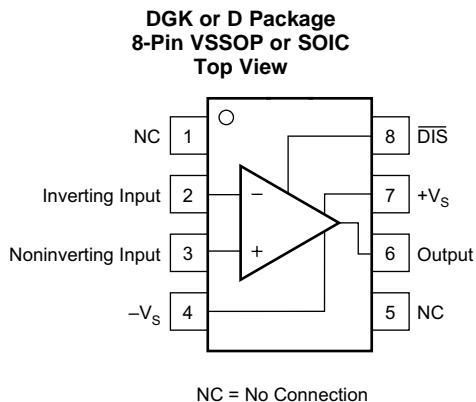 DGK or D Package
8-Pin VSSOP or SOIC
Top View
NC 1
8 D̅I̅S̅
Inverting Input 2 −
7 +VS
Noninverting Input 3 +
6 Output
−VS 4
5 NC
NC = No Connection